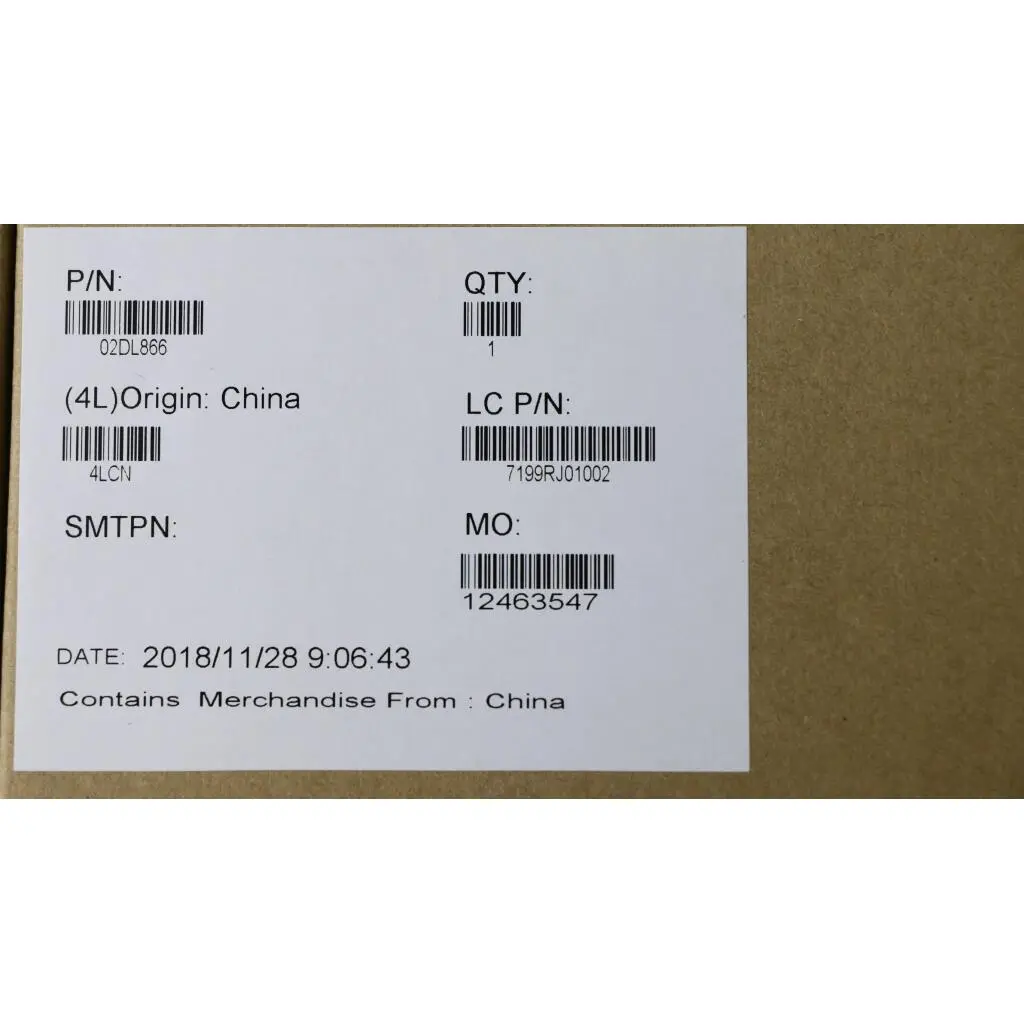 P/N:
02DL866
QTY:
1
(4L)Origin: China
4LCN
LC P/N:
7199RJ01002
SMTPN:
MO:
12463547
DATE: 2018/11/28 9:06:43
Contains Merchandise From : China